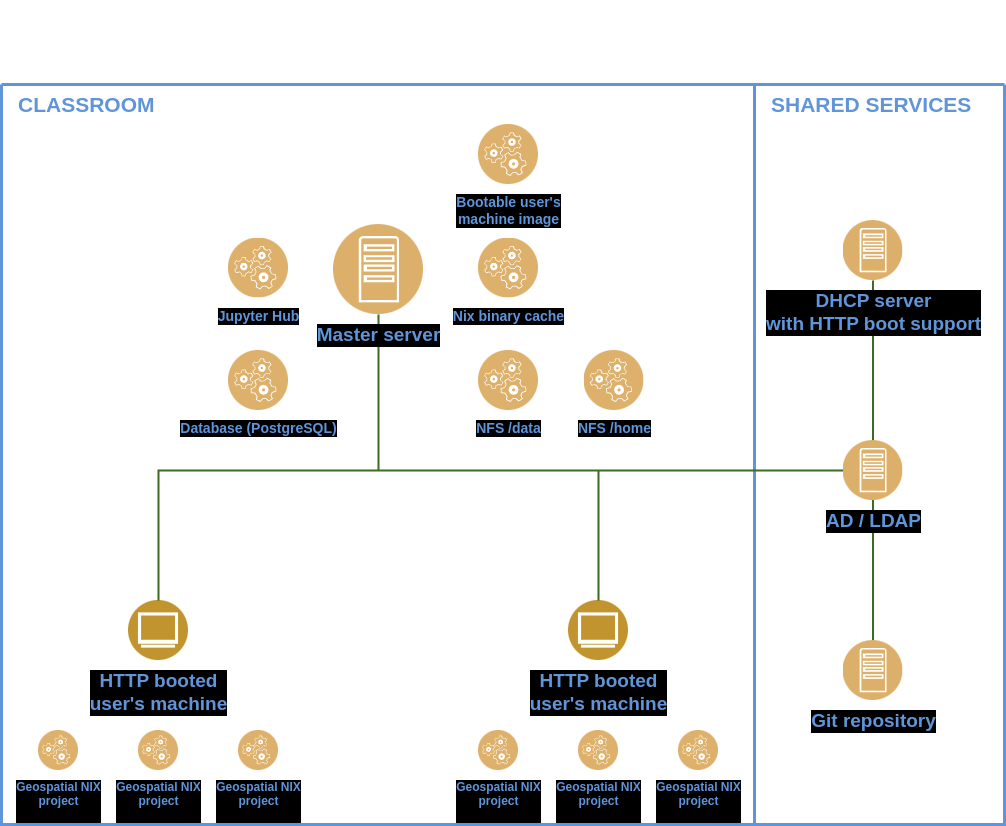 CLASSROOM
SHARED SERVICES
Bootable user's
machine image
Jupyter Hub
Master server
Nix binary cache
DHCP server
with HTTP boot support
Database (PostgreSQL)
NFS /data
NFS /home
AD / LDAP
HTTP booted
user's machine
HTTP booted
user's machine
Git repository
Geospatial NIX
project
Geospatial NIX
project
Geospatial NIX
project
Geospatial NIX
project
Geospatial NIX
project
Geospatial NIX
project